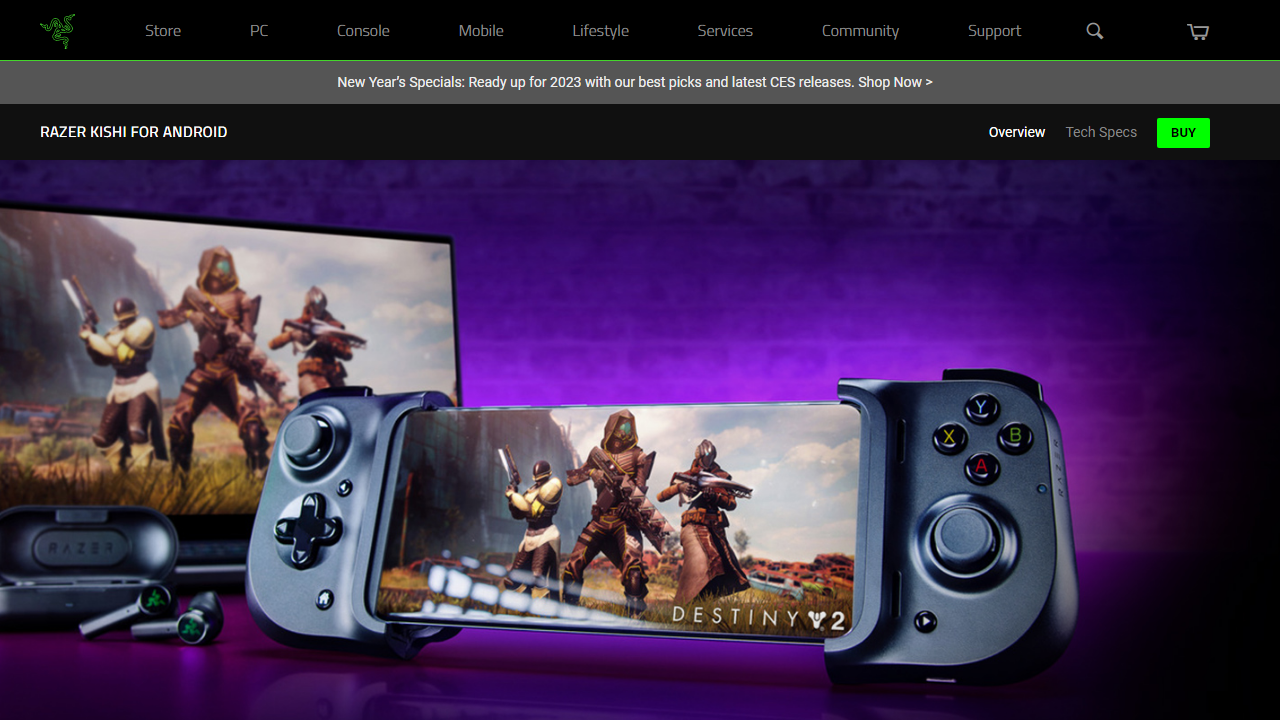 Store PC Console Mobile Lifestyle Services Community Support
New Year's Specials: Ready up for 2023 with our best picks and latest CES releases. Shop Now >
RAZER KISHI FOR ANDROID
Overview Tech Specs BUY
Y
X B
A
RAZER
RAZER
DESTINY 2